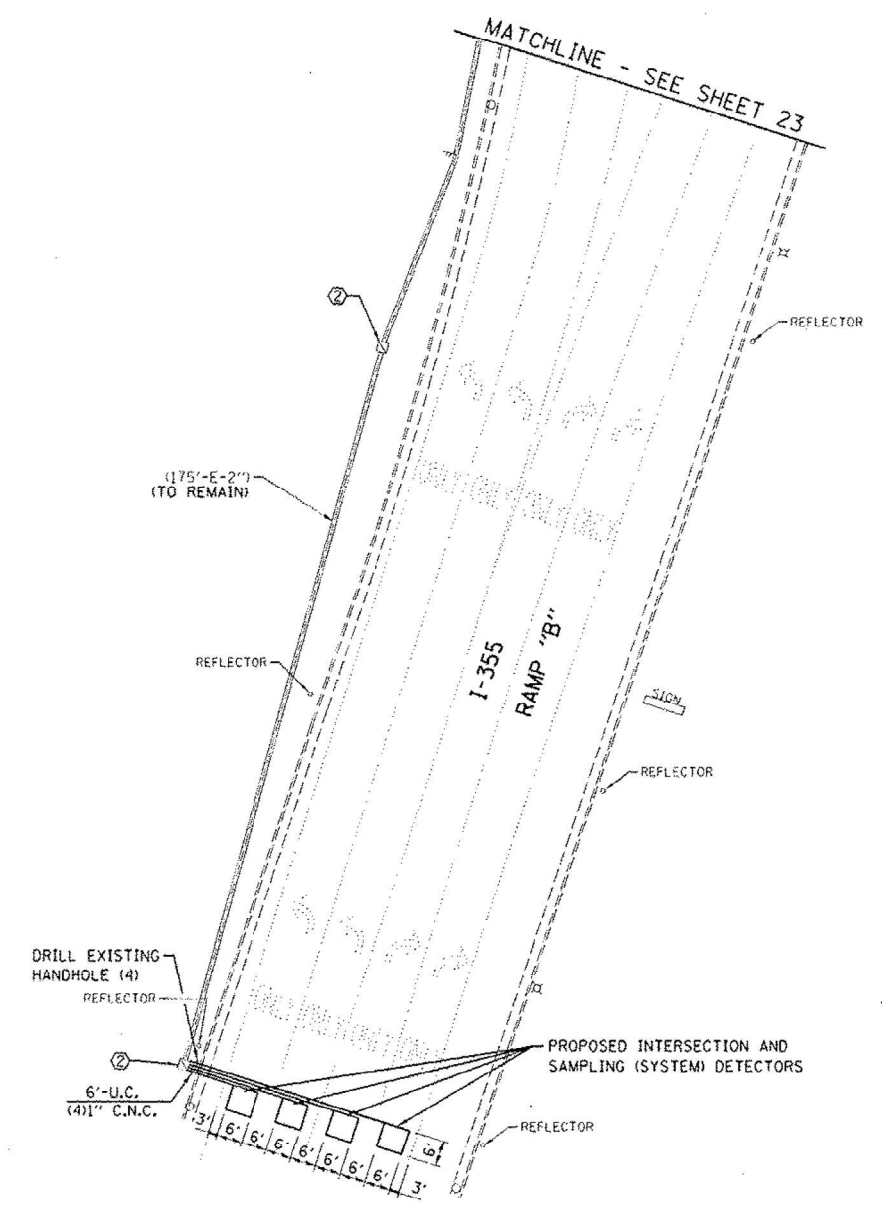 MATCHLINE - SEE SHEET 23
2
REFLECTOR
(175'-E-2")
(TO REMAIN)
I-355
RAMP "B"
REFLECTOR
SIGN
REFLECTOR
DRILL EXISTING
HANDHOLE (4)
REFLECTOR
2
PROPOSED INTERSECTION AND
SAMPLING (SYSTEM) DETECTORS
6'-U.C.
(4)1" C.N.C.
REFLECTOR
3' 6' 6' 6' 6' 6' 6' 6' 3'
6